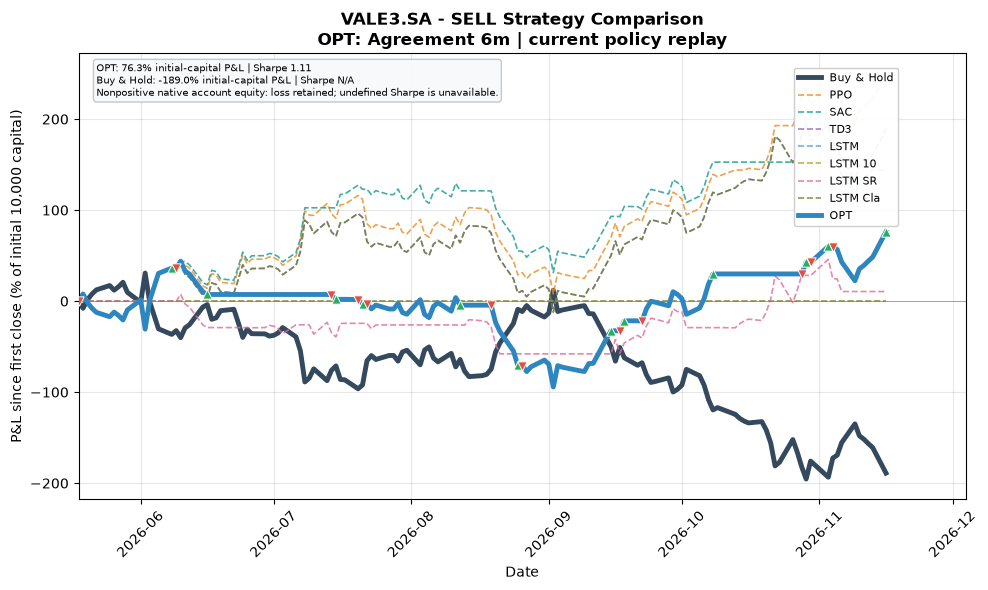 VALE3.SA - SELL Strategy Comparison
OPT: Agreement 6m | current policy replay
OPT: 76.3% initial-capital P&L | Sharpe 1.11
Buy & Hold: -189.0% initial-capital P&L | Sharpe N/A
Nonpositive native account equity: loss retained; undefined Sharpe is unavailable.
Buy & Hold
PPO
SAC
TD3
LSTM
LSTM 10
LSTM SR
LSTM Cla
OPT
P&L since first close (% of initial 10,000 capital)
200
100
0
−100
−200
2026-06
2026-07
2026-08
2026-09
2026-10
2026-11
2026-12
Date